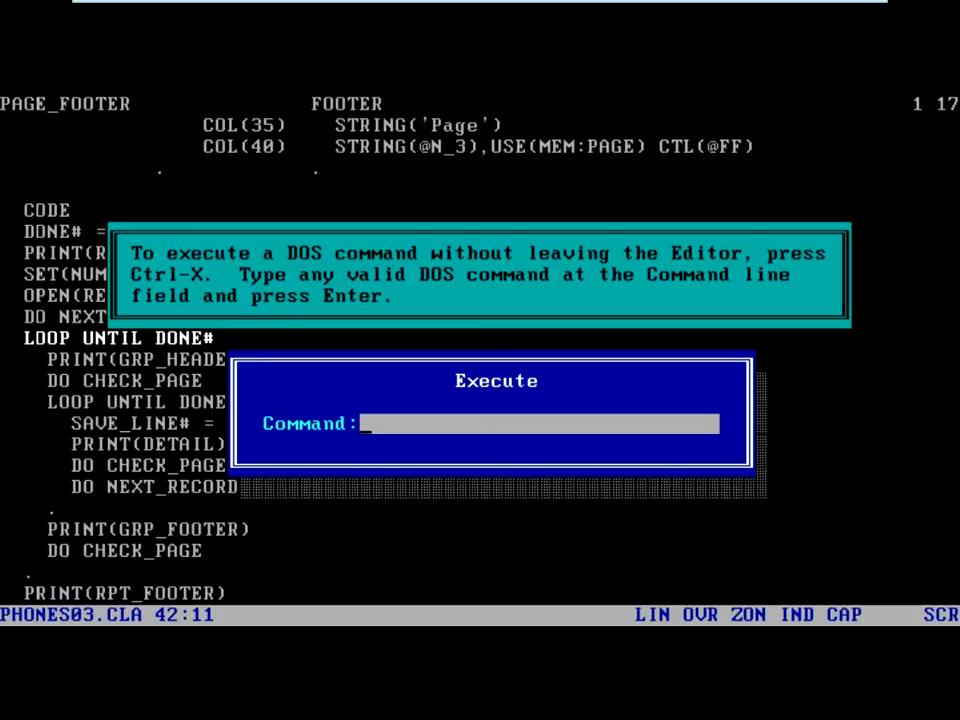 PAGE_FOOTER FOOTER 1 17
COL(35) STRING('Page')
COL(40) STRING(@N_3),USE(MEM:PAGE) CTL(@FF)
. .
CODE
DONE# =
PRINT(R
SET(NUM
OPEN(RE
DO NEXT
To execute a DOS command without leaving the Editor, press
Ctrl-X. Type any valid DOS command at the Command line
field and press Enter.
LOOP UNTIL DONE#
PRINT(GRP_HEADE
DO CHECK_PAGE
LOOP UNTIL DONE
SAVE_LINE# =
PRINT(DETAIL)
DO CHECK_PAGE
DO NEXT_RECORD
Execute
Command:_
.
PRINT(GRP_FOOTER)
DO CHECK_PAGE
.
PRINT(RPT_FOOTER)
PHONES03.CLA 42:11 LIN OVR ZON IND CAP SCR